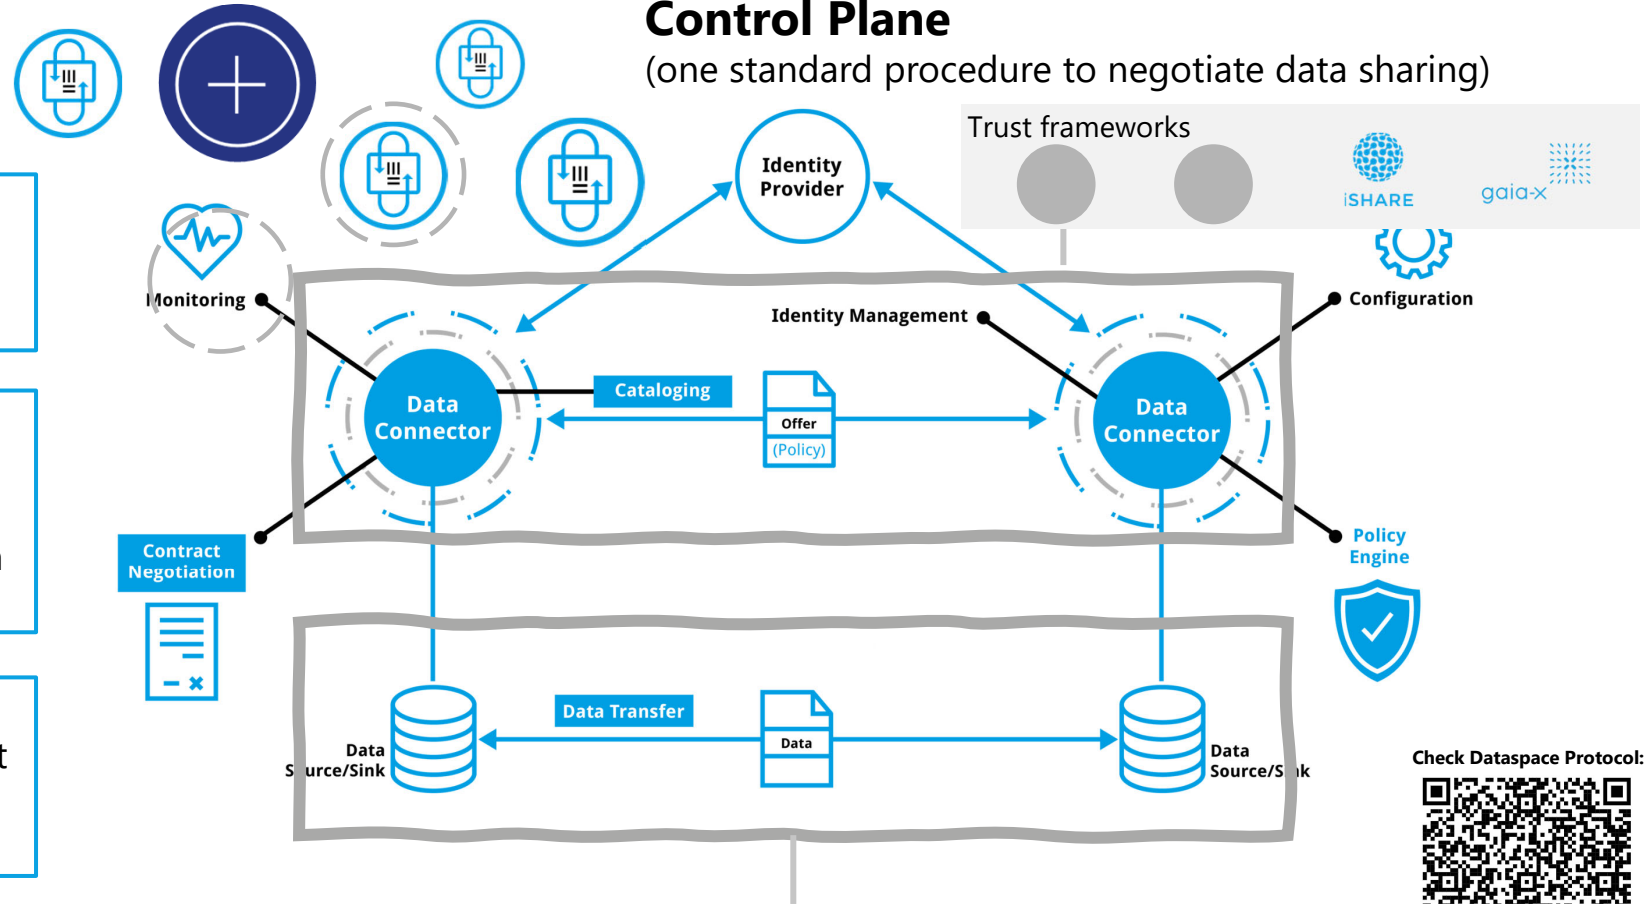 Control Plane
(one standard procedure to negotiate data sharing)
Trust frameworks
Identity
Provider
iSHARE
gaia-x
Monitoring
Configuration
Identity Management
Cataloging
Data
Connector
Offer
(Policy)
Data
Connector
Contract
Negotiation
Policy
Engine
Data Transfer
Data
Source/Sink
Data
Data
Source/Sink
Check Dataspace Protocol: